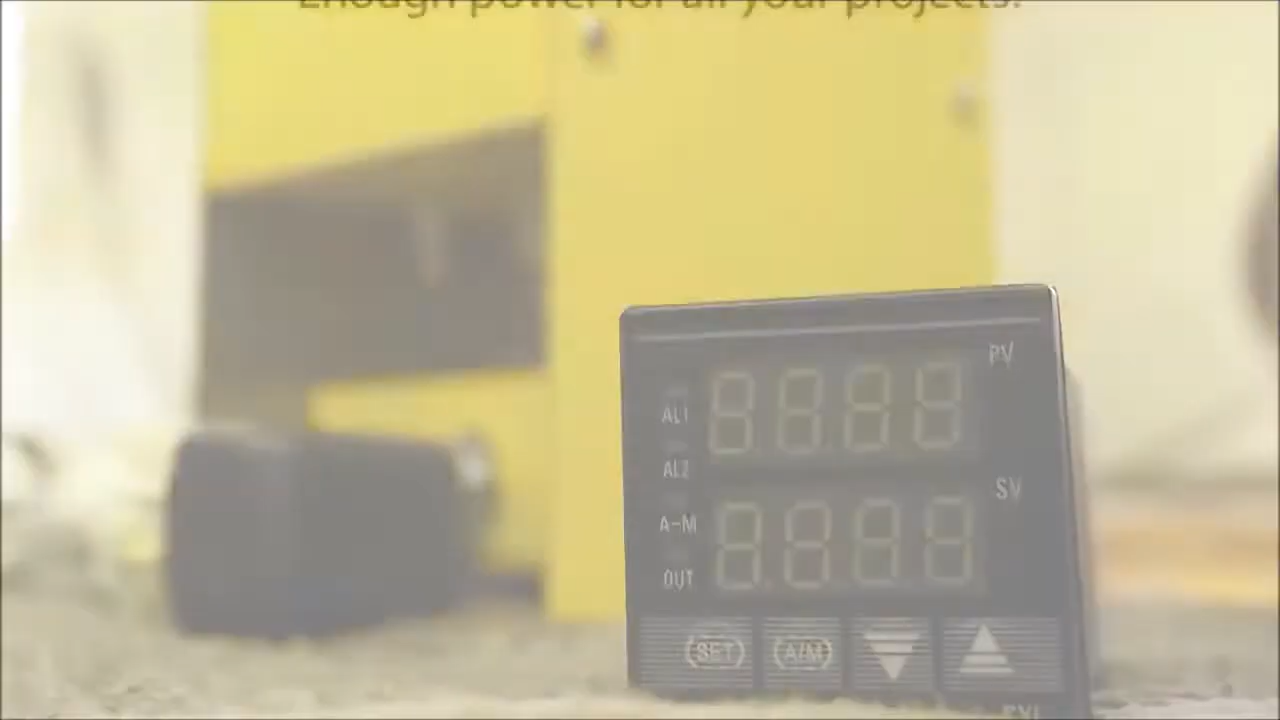 Enough power for all your projects.
PV
AL1
AL2
SV
A-M
OUT
SET
A/M